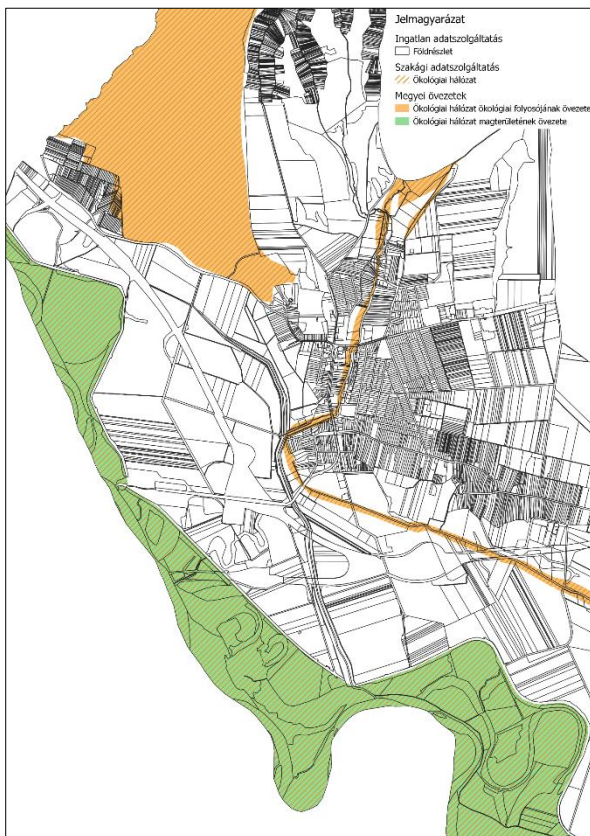 Jelmagyarázat
Ingatlan adatszolgáltatás
Földrészlet
Szakági adatszolgáltatás
Ökológiai hálózat
Megyei övezetek
Ökológiai hálózat ökológiai folyosójának övezete
Ökológiai hálózat magterületének övezete